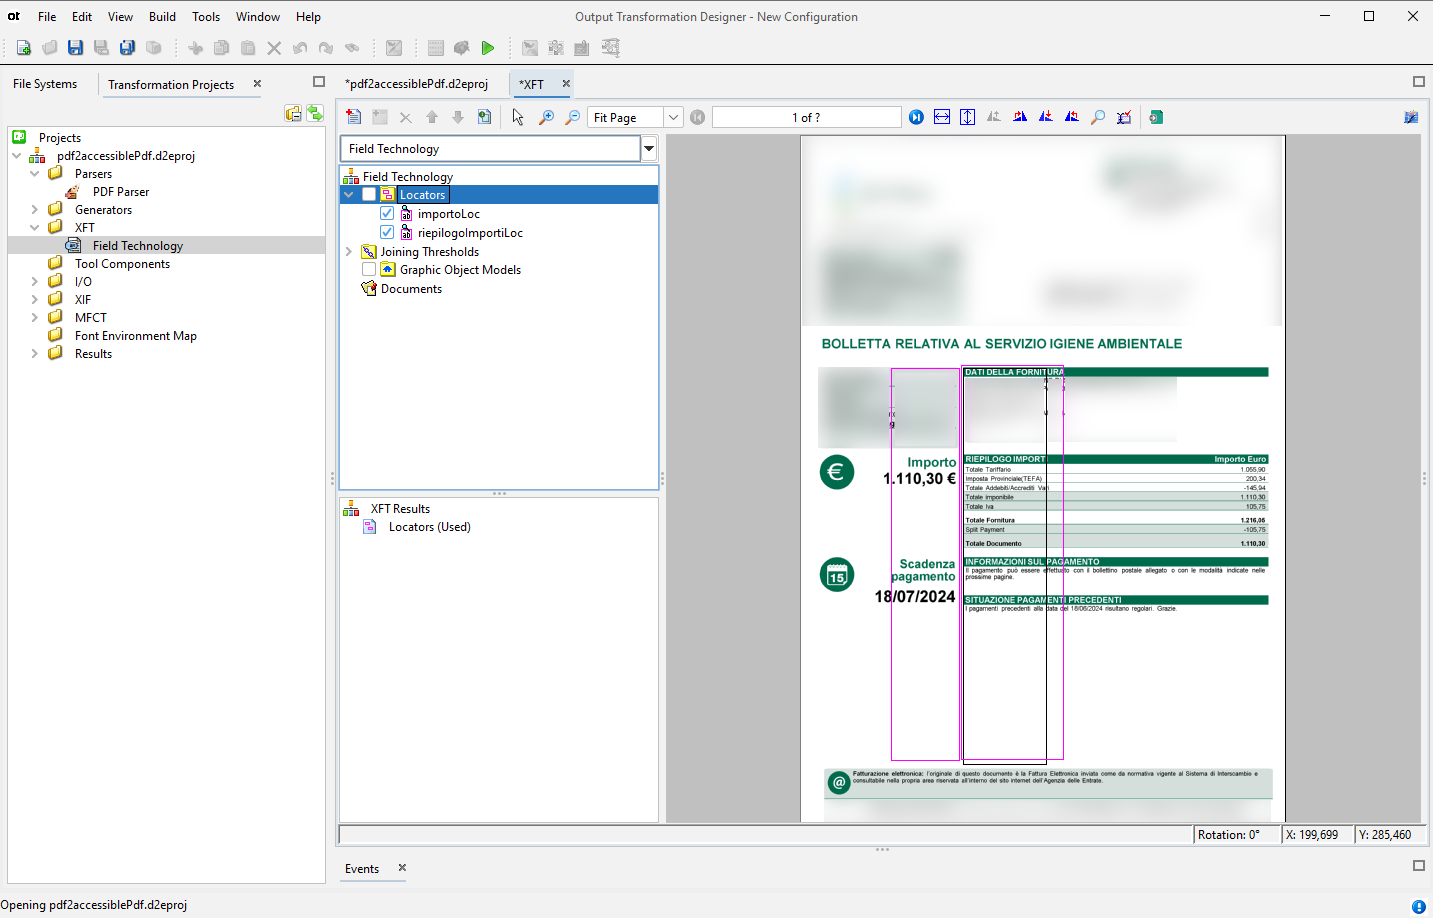 Output Transformation Designer - New Configuration
File Edit View Build Tools Window Help
File Systems
Transformation Projects
*pdf2accessiblePdf.d2eproj
*XFT
Fit Page
1 of ?
Projects
pdf2accessiblePdf.d2eproj
Parsers
PDF Parser
Generators
XFT
Field Technology
Tool Components
I/O
XIF
MFCT
Font Environment Map
Results
Field Technology
Field Technology
Locators
importoLoc
riepilogoImportiLoc
Joining Thresholds
Graphic Object Models
Documents
XFT Results
Locators (Used)
BOLLETTA RELATIVA AL SERVIZIO IGIENE AMBIENTALE
DATI DELLA FORNITURA
Importo
1.110,30 €
RIEPILOGO IMPORTI Importo Euro
Totale Tariffario 1.055,90
Imposta Provinciale(TEFA) 200,34
Totale Addebiti/Accrediti Vari -145,94
Totale imponibile 1.110,30
Totale Iva 105,75
Totale Fornitura 1.216,05
Split Payment -105,75
Totale Documento 1.110,30
Scadenza
pagamento
18/07/2024
15
INFORMAZIONI SUL PAGAMENTO
Il pagamento può essere effettuato con il bollettino postale allegato o con le modalità indicate nelle
prossime pagine.
SITUAZIONE PAGAMENTI PRECEDENTI
I pagamenti precedenti alla data del 18/06/2024 risultano regolari. Grazie.
@
Fatturazione elettronica: l'originale di questo documento è la Fattura Elettronica inviata come da normativa vigente al Sistema di Interscambio e
consultabile nella propria area riservata all'interno del sito internet dell'Agenzia delle Entrate.
Rotation: 0° X: 199,699 Y: 285,460
Events
Opening pdf2accessiblePdf.d2eproj